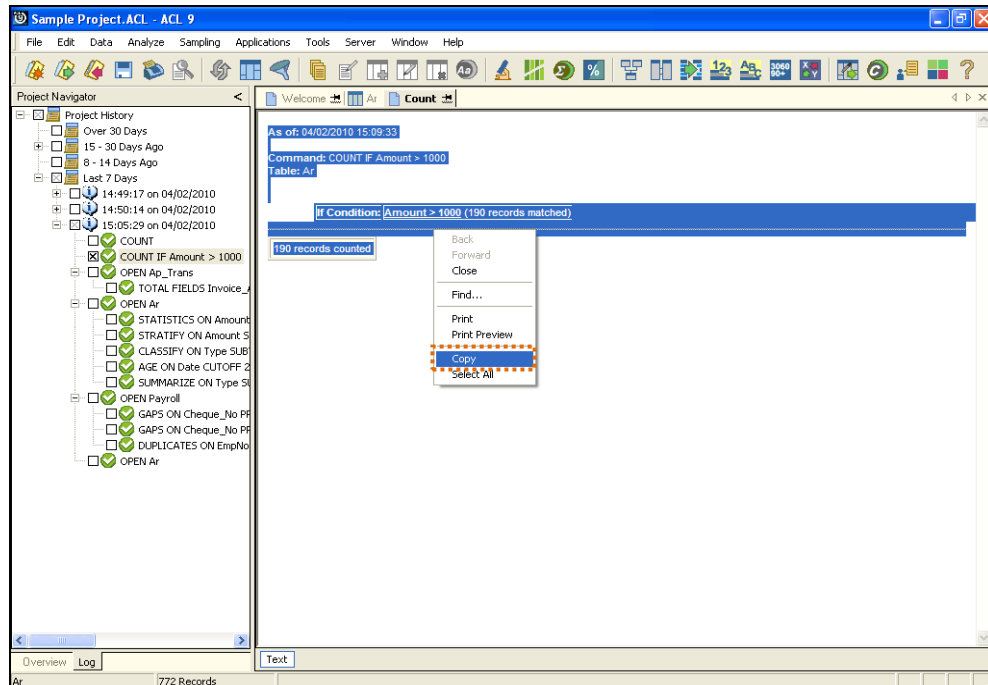 Sample Project.ACL - ACL 9
File Edit Data Analyze Sampling Applications Tools Server Window Help
Project Navigator <
Welcome Ar Count
Project History
Over 30 Days
15 - 30 Days Ago
8 - 14 Days Ago
Last 7 Days
14:49:17 on 04/02/2010
14:50:14 on 04/02/2010
15:05:29 on 04/02/2010
COUNT
COUNT IF Amount > 1000
OPEN Ap_Trans
TOTAL FIELDS Invoice_
OPEN Ar
STATISTICS ON Amount
STRATIFY ON Amount S
CLASSIFY ON Type SUB
AGE ON Date CUTOFF 2
SUMMARIZE ON Type SU
OPEN Payroll
GAPS ON Cheque_No PR
GAPS ON Cheque_No PR
DUPLICATES ON EmpNo
OPEN Ar
As of: 04/02/2010 15:09:33
Command: COUNT IF Amount > 1000
Table: Ar
If Condition: Amount > 1000 (190 records matched)
190 records counted
Back
Forward
Close
Find...
Print
Print Preview
Copy
Select All
Overview Log
Text
Ar 772 Records